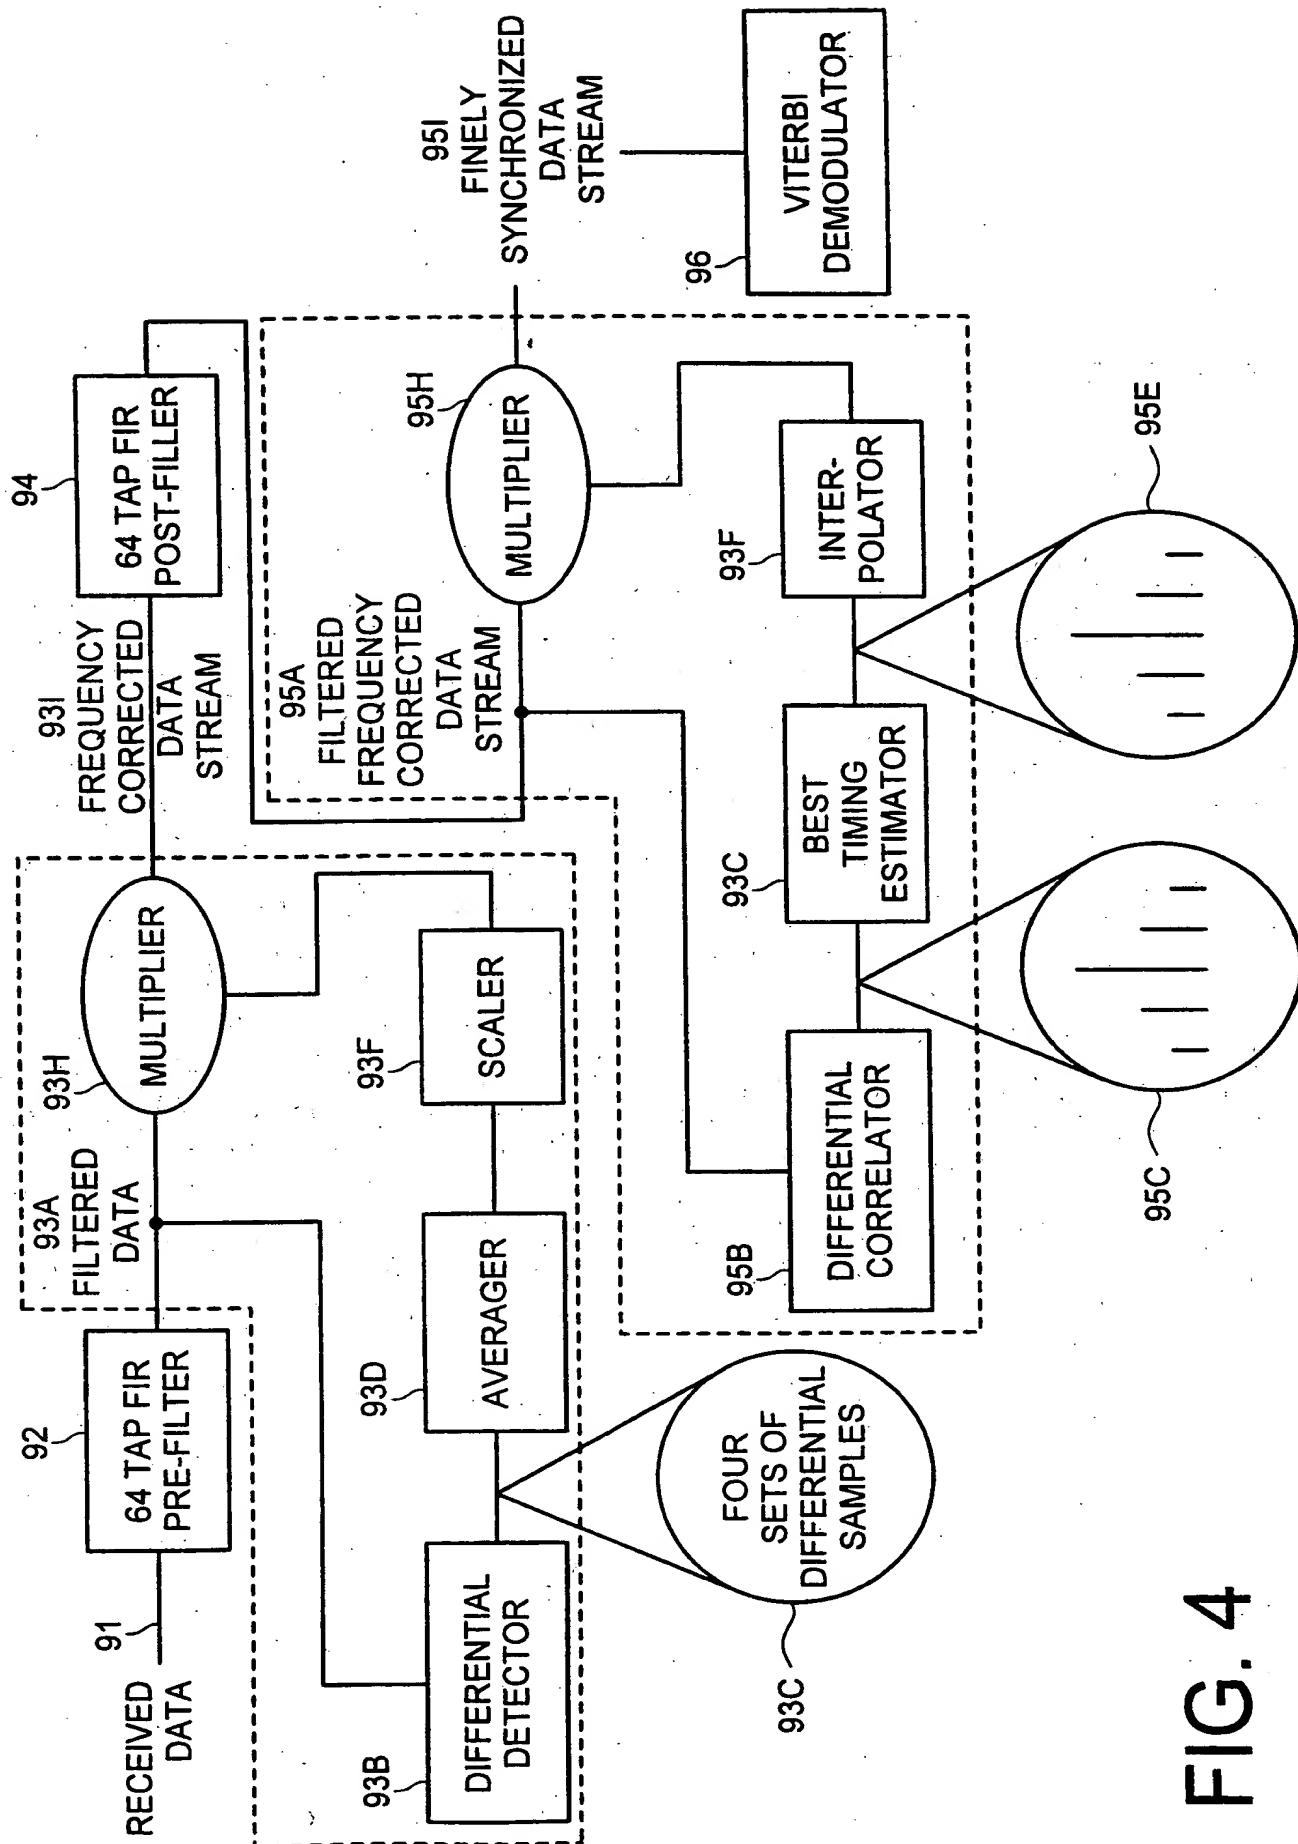 RECEIVED
DATA
91
92
64 TAP FIR
PRE-FILTER
93A
FILTERED
DATA
93H
MULTIPLIER
93I
FREQUENCY
CORRECTED
DATA
STREAM
94
64 TAP FIR
POST-FILLER
93B
DIFFERENTIAL
DETECTOR
93D
AVERAGER
93F
SCALER
93C
FOUR
SETS OF
DIFFERENTIAL
SAMPLES
95A
FILTERED
FREQUENCY
CORRECTED
DATA
STREAM
95H
MULTIPLIER
95I
FINELY
SYNCHRONIZED
DATA
STREAM
95B
DIFFERENTIAL
CORRELATOR
93C
BEST
TIMING
ESTIMATOR
93F
INTER-
POLATOR
96
VITERBI
DEMODULATOR
95C
95E
FIG. 4